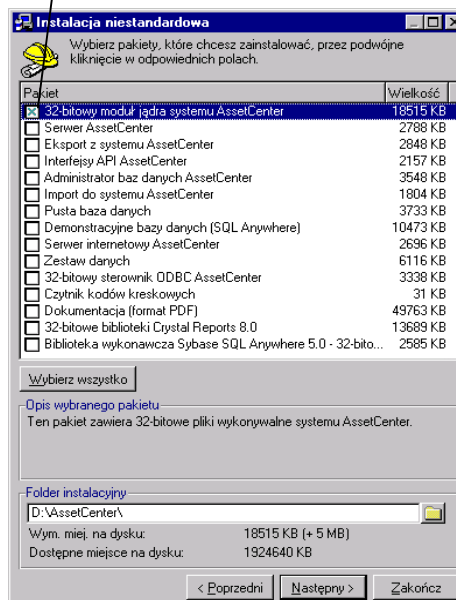 Instalacja niestandardowa
Wybierz pakiety, które chcesz zainstalować, przez podwójne
kliknięcie w odpowiednich polach.
Pakiet Wielkość
32-bitowy moduł jądra systemu AssetCenter 18515 KB
Serwer AssetCenter 2788 KB
Eksport z systemu AssetCenter 2848 KB
Interfejsy API AssetCenter 2157 KB
Administrator baz danych AssetCenter 3548 KB
Import do systemu AssetCenter 1804 KB
Pusta baza danych 3733 KB
Demonstracyjne bazy danych (SQL Anywhere) 10473 KB
Serwer internetowy AssetCenter 2696 KB
Zestaw danych 6116 KB
32-bitowy sterownik ODBC AssetCenter 3338 KB
Czytnik kodów kreskowych 31 KB
Dokumentacja (format PDF) 49763 KB
32-bitowe biblioteki Crystal Reports 8.0 13689 KB
Biblioteka wykonawcza Sybase SQL Anywhere 5.0 - 32-bito... 2585 KB
Wybierz wszystko
Opis wybranego pakietu
Ten pakiet zawiera 32-bitowe pliki wykonywalne systemu AssetCenter.
Folder instalacyjny
D:\AssetCenter\
Wym. miej. na dysku: 18515 KB (+ 5 MB)
Dostępne miejsce na dysku: 1924640 KB
< Poprzedni Następny > Zakończ